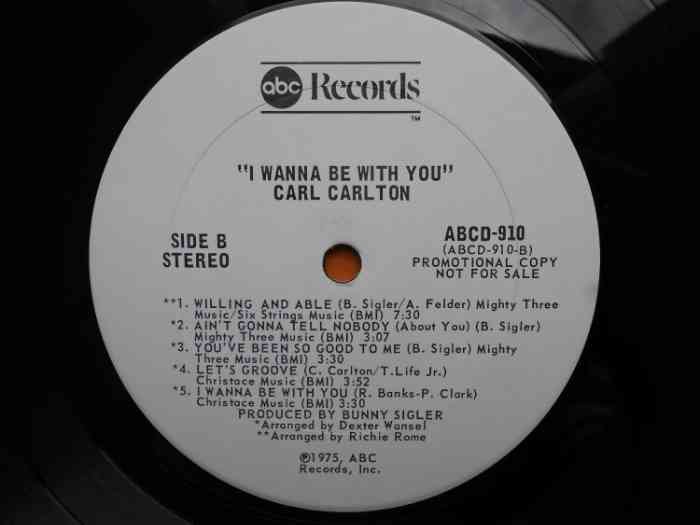 abc Records
TM
"I WANNA BE WITH YOU"
CARL CARLTON
SIDE B
STEREO
ABCD-910
(ABCD-910-B)
PROMOTIONAL COPY
NOT FOR SALE
**1. WILLING AND ABLE (B. Sigler/A. Felder) Mighty Three
Music/Six Strings Music (BMI) 7:30
*2. AIN'T GONNA TELL NOBODY (About You) (B. Sigler)
Mighty Three Music (BMI) 3:07
*3. YOU'VE BEEN SO GOOD TO ME (B. Sigler) Mighty
Three Music (BMI) 3:30
*4. LET'S GROOVE (C. Carlton/T.Life Jr.)
Christace Music (BMI) 3:52
*5. I WANNA BE WITH YOU (R. Banks-P. Clark)
Christace Music (BMI) 3:30
PRODUCED BY BUNNY SIGLER
*Arranged by Dexter Wansel
**Arranged by Richie Rome
℗1975, ABC
Records, Inc.